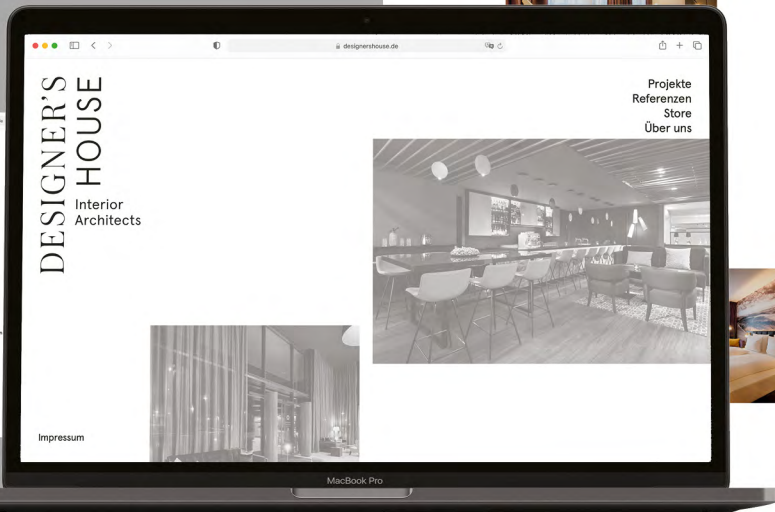 designershouse.de
DESIGNER'S
HOUSE
Interior
Architects
Projekte
Referenzen
Store
Über uns
Impressum
MacBook Pro